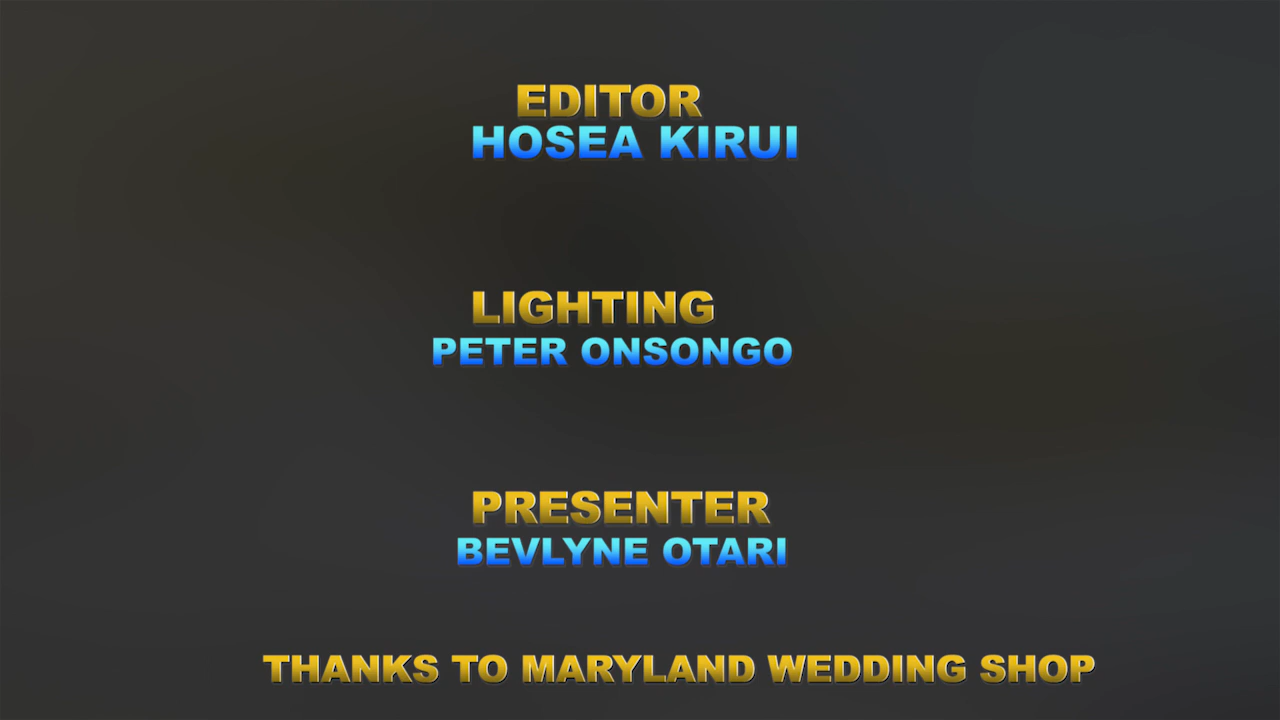 EDITOR
HOSEA KIRUI
LIGHTING
PETER ONSONGO
PRESENTER
BEVLYNE OTARI
THANKS TO MARYLAND WEDDING SHOP